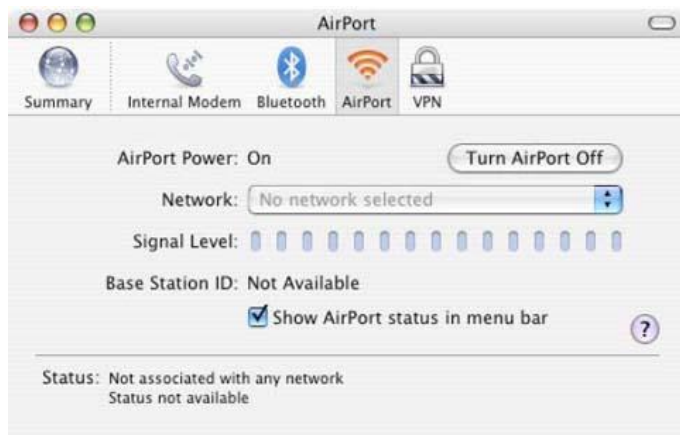 AirPort
Summary Internal Modem Bluetooth AirPort VPN
AirPort Power: On Turn AirPort Off
Network: No network selected
Signal Level:
Base Station ID: Not Available
Show AirPort status in menu bar
?
Status: Not associated with any network
Status not available